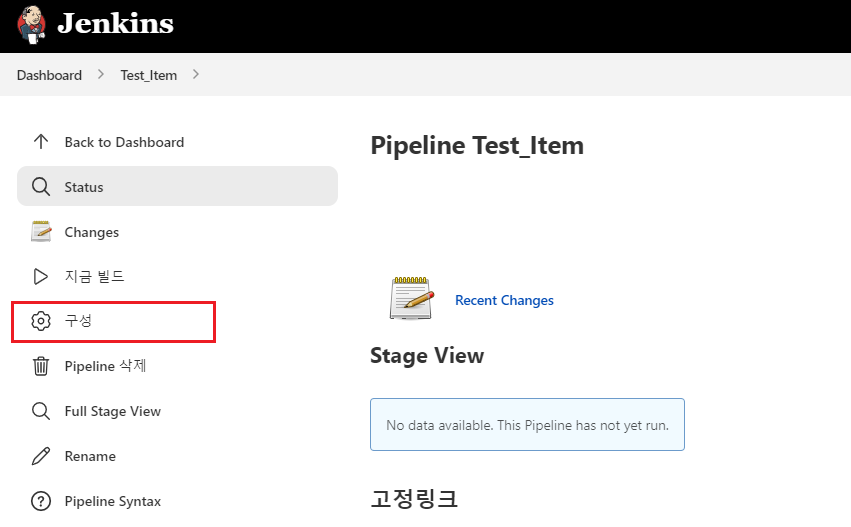 Jenkins
Dashboard
Test_Item
Back to Dashboard
Status
Changes
지금 빌드
구성
Pipeline 삭제
Full Stage View
Rename
Pipeline Syntax
Pipeline Test_Item
Recent Changes
Stage View
No data available. This Pipeline has not yet run.
고정링크